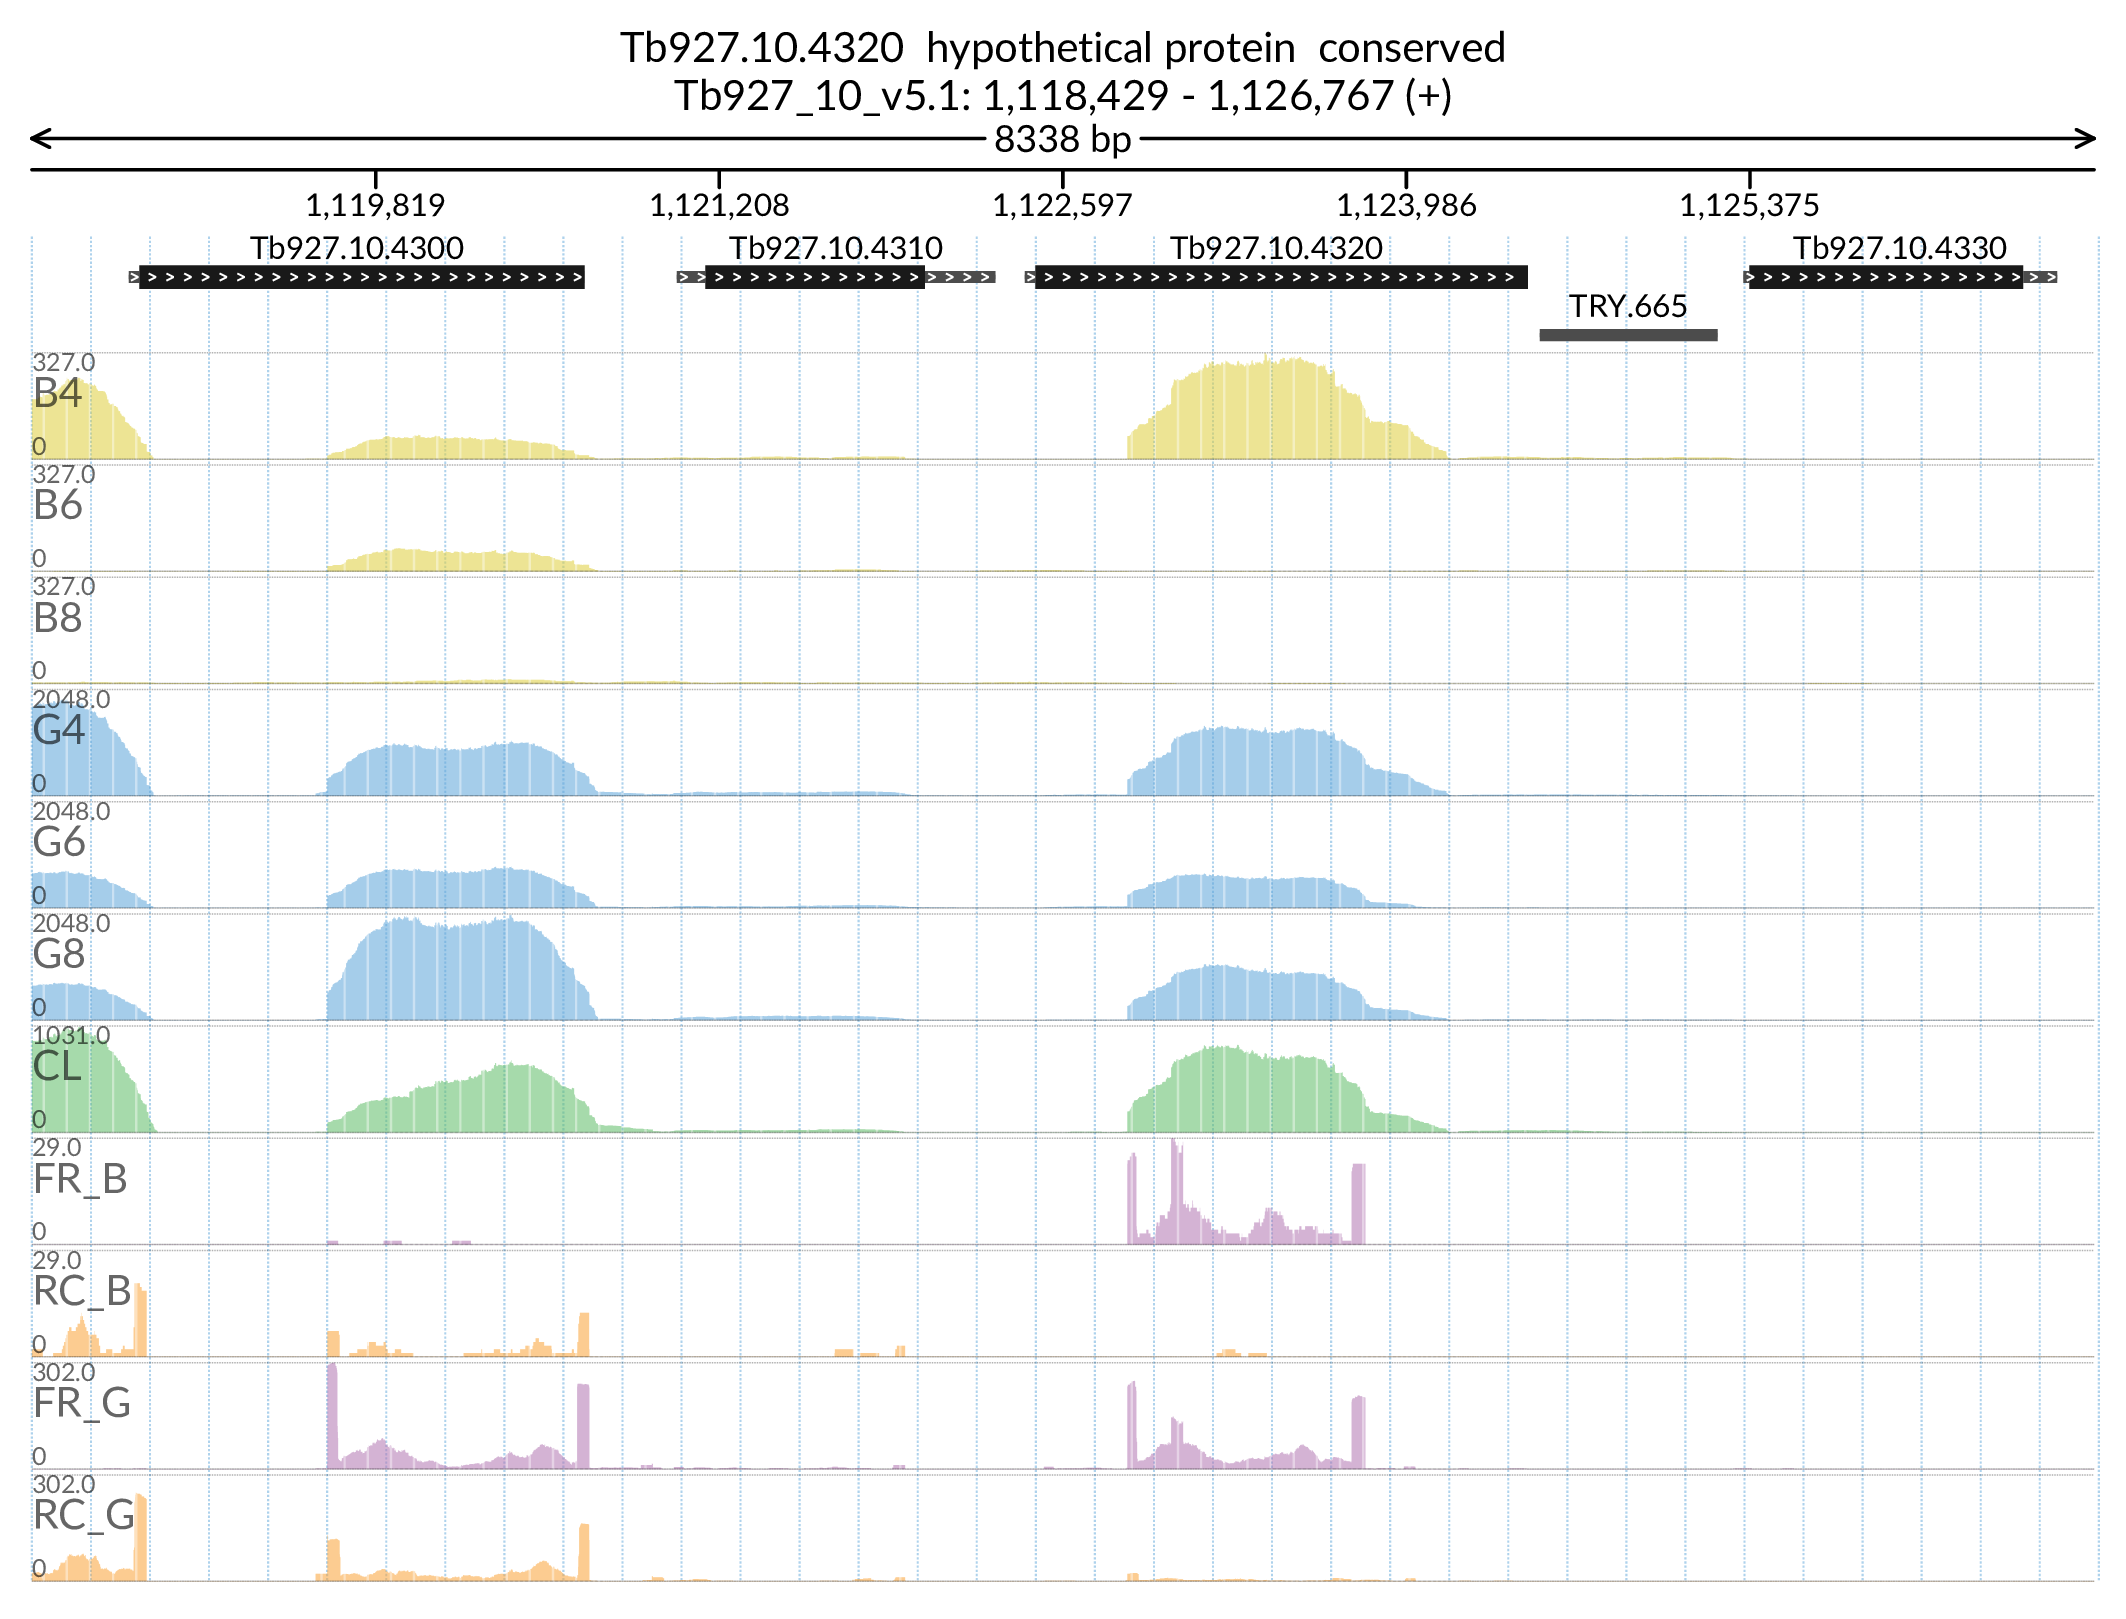 Tb927.10.4320  hypothetical protein  conserved
Tb927_10_v5.1: 1,118,429 - 1,126,767 (+)
8338 bp
1,119,819 1,121,208 1,122,597 1,123,986 1,125,375
Tb927.10.4300 Tb927.10.4310 Tb927.10.4320 Tb927.10.4330
TRY.665
327.0
B4
0
327.0
B6
0
327.0
B8
0
2048.0
G4
0
2048.0
G6
0
2048.0
G8
0
1031.0
CL
0
29.0
FR_B
0
29.0
RC_B
0
302.0
FR_G
0
302.0
RC_G
0